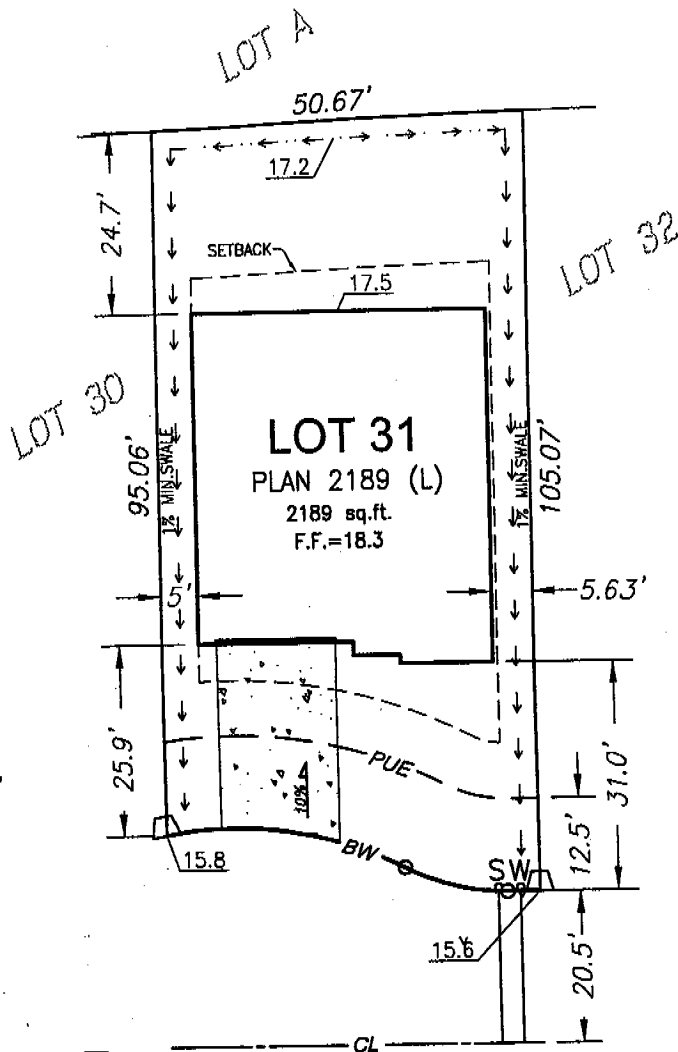 LOT A
50.67'
17.2
24.7'
SETBACK
17.5
LOT 32
LOT 30
LOT 31
PLAN 2189 (L)
2189 sq.ft.
F.F.=18.3
95.06'
1% MIN.SWALE
1% MIN.SWALE
105.07'
5'
5.63'
25.9'
PUE
31.0'
10%
12.5'
BW
15.8
S W
15.6
20.5'
CL